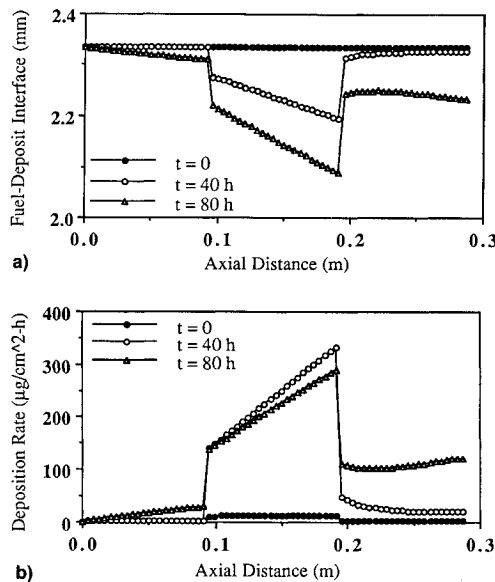 2.4
2.2
2.0
Fuel-Deposit Interface (mm)
t = 0
t = 40 h
t = 80 h
0.0 0.1 0.2 0.3
Axial Distance (m)
a)
400
300
200
100
0
Deposition Rate (µg/cm^2-h)
t = 0
t = 40 h
t = 80 h
0.0 0.1 0.2 0.3
Axial Distance (m)
b)